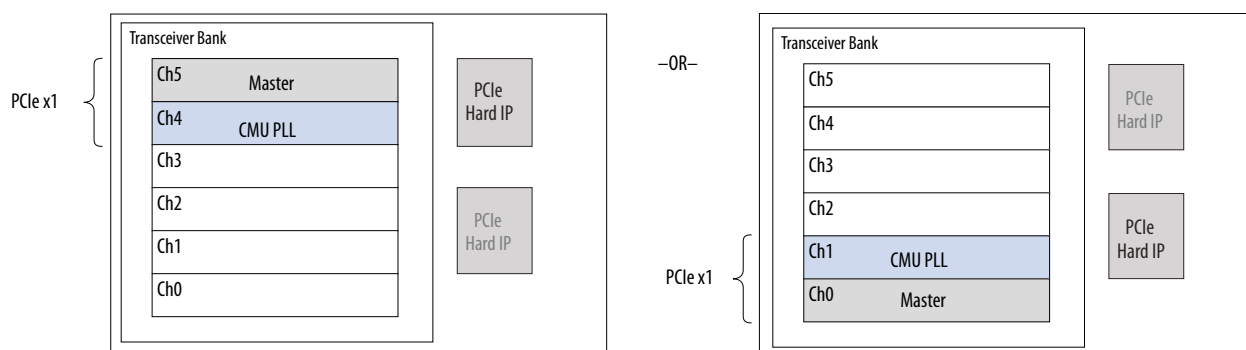 Transceiver Bank
Ch5
Master
Ch4
CMU PLL
Ch3
Ch2
Ch1
Ch0
PCIe x1
PCIe
Hard IP
PCIe
Hard IP
–OR–
Transceiver Bank
Ch5
Ch4
Ch3
Ch2
Ch1
CMU PLL
Ch0
Master
PCIe x1
PCIe
Hard IP
PCIe
Hard IP